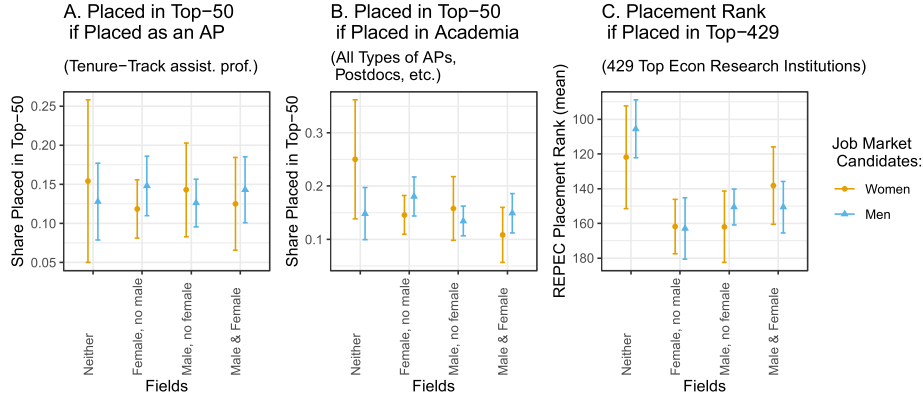 A. Placed in Top−50
if Placed as an AP
(Tenure−Track assist. prof.)
Share Placed in Top−50
0.25
0.20
0.15
0.10
0.05
Neither
Female, no male
Male, no female
Male & Female
Fields
B. Placed in Top−50
if Placed in Academia
(All Types of APs,
Postdocs, etc.)
Share Placed in Top−50
0.3
0.2
0.1
Neither
Female, no male
Male, no female
Male & Female
Fields
C. Placement Rank
if Placed in Top−429
(429 Top Econ Research Institutions)
REPEC Placement Rank (mean)
100
120
140
160
180
Neither
Female, no male
Male, no female
Male & Female
Fields
Job Market
Candidates:
Women
Men